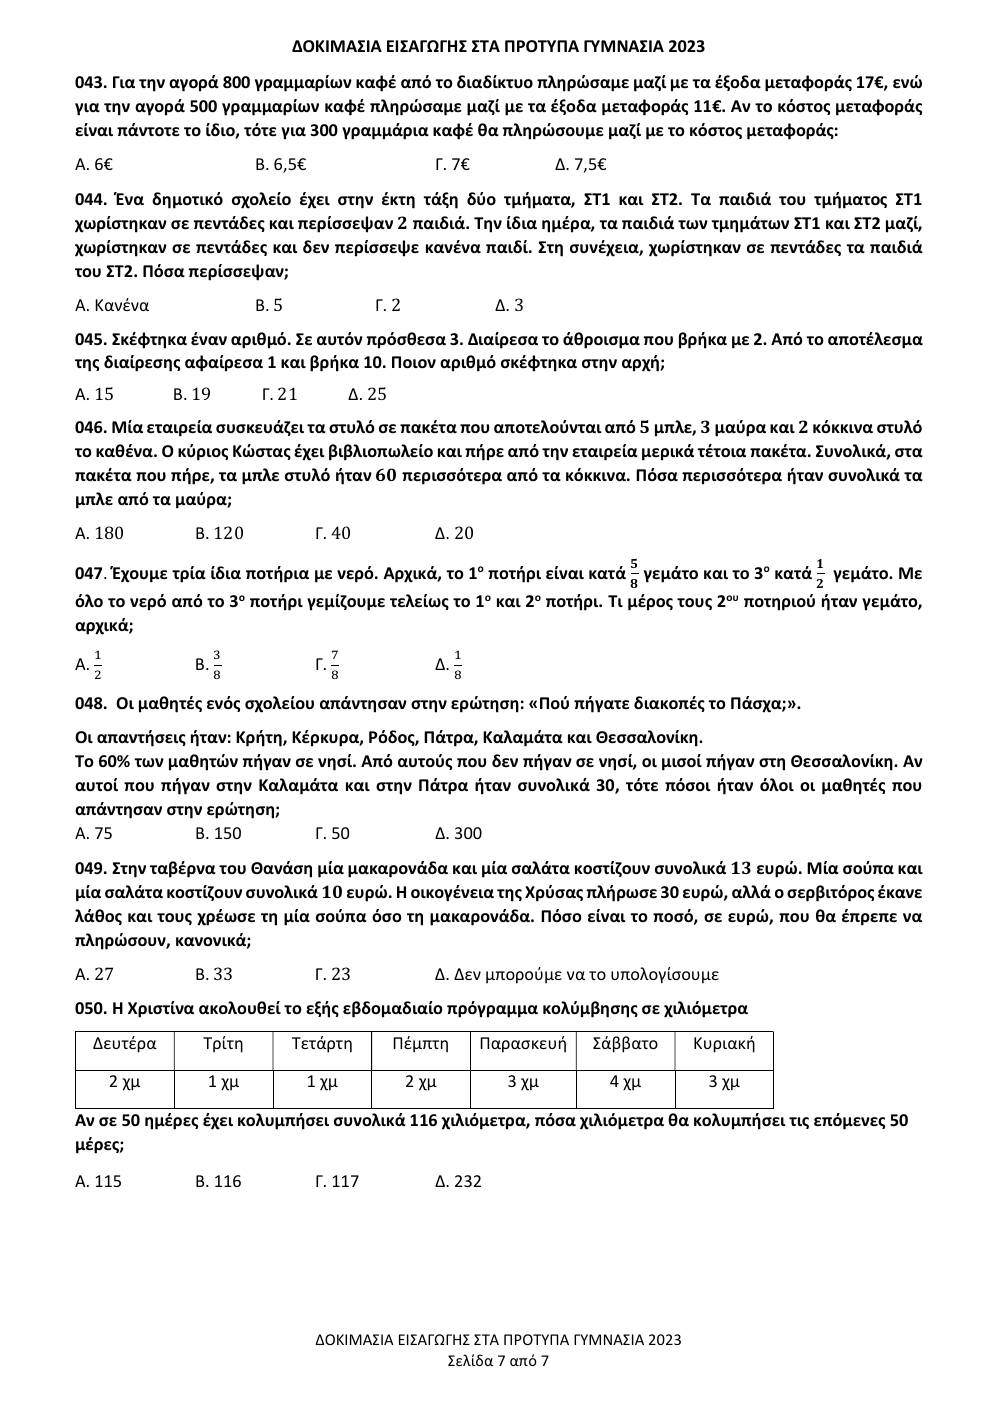 ΔΟΚΙΜΑΣΙΑ ΕΙΣΑΓΩΓΗΣ ΣΤΑ ΠΡΟΤΥΠΑ ΓΥΜΝΑΣΙΑ 2023
043. Για την αγορά 800 γραμμαρίων καφέ από το διαδίκτυο πληρώσαμε μαζί με τα έξοδα μεταφοράς 17€, ενώ
για την αγορά 500 γραμμαρίων καφέ πληρώσαμε μαζί με τα έξοδα μεταφοράς 11€. Αν το κόστος μεταφοράς
είναι πάντοτε το ίδιο, τότε για 300 γραμμάρια καφέ θα πληρώσουμε μαζί με το κόστος μεταφοράς:
Α. 6€ Β. 6,5€ Γ. 7€ Δ. 7,5€
044. Ένα δημοτικό σχολείο έχει στην έκτη τάξη δύο τμήματα, ΣΤ1 και ΣΤ2. Τα παιδιά του τμήματος ΣΤ1
χωρίστηκαν σε πεντάδες και περίσσεψαν 2 παιδιά. Την ίδια ημέρα, τα παιδιά των τμημάτων ΣΤ1 και ΣΤ2 μαζί,
χωρίστηκαν σε πεντάδες και δεν περίσσεψε κανένα παιδί. Στη συνέχεια, χωρίστηκαν σε πεντάδες τα παιδιά
του ΣΤ2. Πόσα περίσσεψαν;
Α. Κανένα Β. 5 Γ. 2 Δ. 3
045. Σκέφτηκα έναν αριθμό. Σε αυτόν πρόσθεσα 3. Διαίρεσα το άθροισμα που βρήκα με 2. Από το αποτέλεσμα
της διαίρεσης αφαίρεσα 1 και βρήκα 10. Ποιον αριθμό σκέφτηκα στην αρχή;
Α. 15 Β. 19 Γ. 21 Δ. 25
046. Μία εταιρεία συσκευάζει τα στυλό σε πακέτα που αποτελούνται από 5 μπλε, 3 μαύρα και 2 κόκκινα στυλό
το καθένα. Ο κύριος Κώστας έχει βιβλιοπωλείο και πήρε από την εταιρεία μερικά τέτοια πακέτα. Συνολικά, στα
πακέτα που πήρε, τα μπλε στυλό ήταν 60 περισσότερα από τα κόκκινα. Πόσα περισσότερα ήταν συνολικά τα
μπλε από τα μαύρα;
Α. 180 Β. 120 Γ. 40 Δ. 20
047. Έχουμε τρία ίδια ποτήρια με νερό. Αρχικά, το 1ο ποτήρι είναι κατά 5/8 γεμάτο και το 3ο κατά 1/2 γεμάτο. Με
όλο το νερό από το 3ο ποτήρι γεμίζουμε τελείως το 1ο και 2ο ποτήρι. Τι μέρος τους 2ου ποτηριού ήταν γεμάτο,
αρχικά;
Α. 1/2 Β. 3/8 Γ. 7/8 Δ. 1/8
048. Οι μαθητές ενός σχολείου απάντησαν στην ερώτηση: «Πού πήγατε διακοπές το Πάσχα;».
Οι απαντήσεις ήταν: Κρήτη, Κέρκυρα, Ρόδος, Πάτρα, Καλαμάτα και Θεσσαλονίκη.
Το 60% των μαθητών πήγαν σε νησί. Από αυτούς που δεν πήγαν σε νησί, οι μισοί πήγαν στη Θεσσαλονίκη. Αν
αυτοί που πήγαν στην Καλαμάτα και στην Πάτρα ήταν συνολικά 30, τότε πόσοι ήταν όλοι οι μαθητές που
απάντησαν στην ερώτηση;
Α. 75 Β. 150 Γ. 50 Δ. 300
049. Στην ταβέρνα του Θανάση μία μακαρονάδα και μία σαλάτα κοστίζουν συνολικά 13 ευρώ. Μία σούπα και
μία σαλάτα κοστίζουν συνολικά 10 ευρώ. Η οικογένεια της Χρύσας πλήρωσε 30 ευρώ, αλλά ο σερβιτόρος έκανε
λάθος και τους χρέωσε τη μία σούπα όσο τη μακαρονάδα. Πόσο είναι το ποσό, σε ευρώ, που θα έπρεπε να
πληρώσουν, κανονικά;
Α. 27 Β. 33 Γ. 23 Δ. Δεν μπορούμε να το υπολογίσουμε
050. Η Χριστίνα ακολουθεί το εξής εβδομαδιαίο πρόγραμμα κολύμβησης σε χιλιόμετρα
Δευτέρα Τρίτη Τετάρτη Πέμπτη Παρασκευή Σάββατο Κυριακή
2 χμ 1 χμ 1 χμ 2 χμ 3 χμ 4 χμ 3 χμ
Αν σε 50 ημέρες έχει κολυμπήσει συνολικά 116 χιλιόμετρα, πόσα χιλιόμετρα θα κολυμπήσει τις επόμενες 50
μέρες;
Α. 115 Β. 116 Γ. 117 Δ. 232
ΔΟΚΙΜΑΣΙΑ ΕΙΣΑΓΩΓΗΣ ΣΤΑ ΠΡΟΤΥΠΑ ΓΥΜΝΑΣΙΑ 2023
Σελίδα 7 από 7